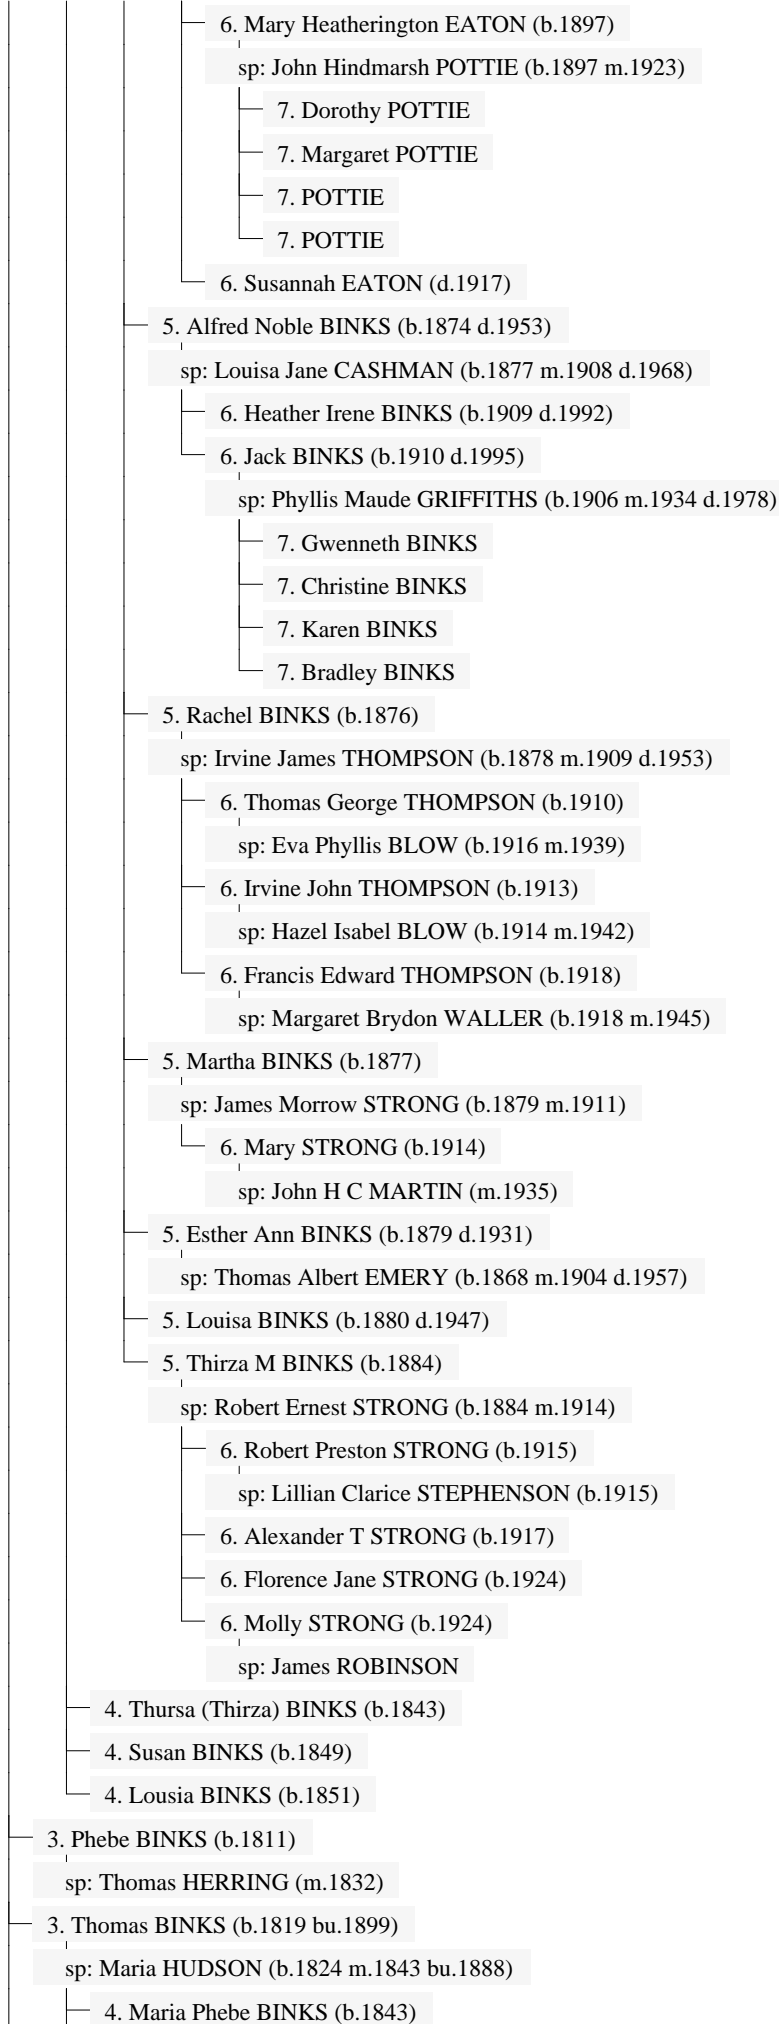 6. Mary Heatherington EATON (b.1897)
sp: John Hindmarsh POTTIE (b.1897 m.1923)
7. Dorothy POTTIE
7. Margaret POTTIE
7. POTTIE
7. POTTIE
6. Susannah EATON (d.1917)
5. Alfred Noble BINKS (b.1874 d.1953)
sp: Louisa Jane CASHMAN (b.1877 m.1908 d.1968)
6. Heather Irene BINKS (b.1909 d.1992)
6. Jack BINKS (b.1910 d.1995)
sp: Phyllis Maude GRIFFITHS (b.1906 m.1934 d.1978)
7. Gwenneth BINKS
7. Christine BINKS
7. Karen BINKS
7. Bradley BINKS
5. Rachel BINKS (b.1876)
sp: Irvine James THOMPSON (b.1878 m.1909 d.1953)
6. Thomas George THOMPSON (b.1910)
sp: Eva Phyllis BLOW (b.1916 m.1939)
6. Irvine John THOMPSON (b.1913)
sp: Hazel Isabel BLOW (b.1914 m.1942)
6. Francis Edward THOMPSON (b.1918)
sp: Margaret Brydon WALLER (b.1918 m.1945)
5. Martha BINKS (b.1877)
sp: James Morrow STRONG (b.1879 m.1911)
6. Mary STRONG (b.1914)
sp: John H C MARTIN (m.1935)
5. Esther Ann BINKS (b.1879 d.1931)
sp: Thomas Albert EMERY (b.1868 m.1904 d.1957)
5. Louisa BINKS (b.1880 d.1947)
5. Thirza M BINKS (b.1884)
sp: Robert Ernest STRONG (b.1884 m.1914)
6. Robert Preston STRONG (b.1915)
sp: Lillian Clarice STEPHENSON (b.1915)
6. Alexander T STRONG (b.1917)
6. Florence Jane STRONG (b.1924)
6. Molly STRONG (b.1924)
sp: James ROBINSON
4. Thursa (Thirza) BINKS (b.1843)
4. Susan BINKS (b.1849)
4. Lousia BINKS (b.1851)
3. Phebe BINKS (b.1811)
sp: Thomas HERRING (m.1832)
3. Thomas BINKS (b.1819 bu.1899)
sp: Maria HUDSON (b.1824 m.1843 bu.1888)
4. Maria Phebe BINKS (b.1843)